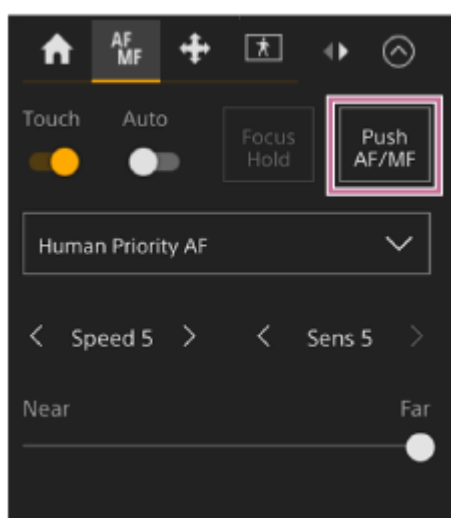 AF
MF
Touch
Auto
Focus
Hold
Push
AF/MF
Human Priority AF
Speed 5
Sens 5
Near
Far